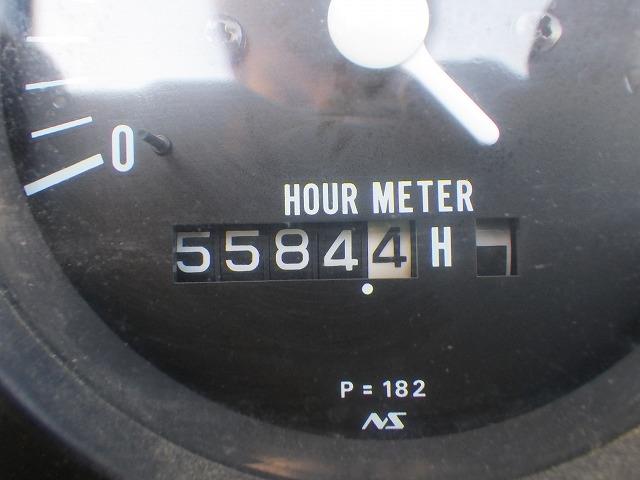 0
HOUR METER
55844 H
P = 182
NS